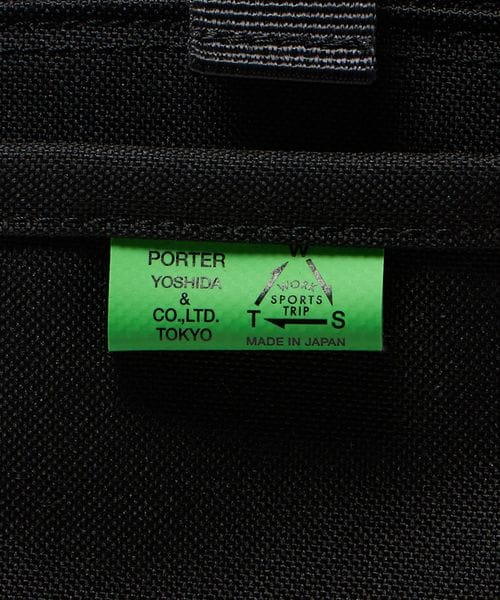 PORTER
YOSHIDA
&
CO.,LTD.
TOKYO
W
WORK
SPORTS
TRIP
T S
MADE IN JAPAN